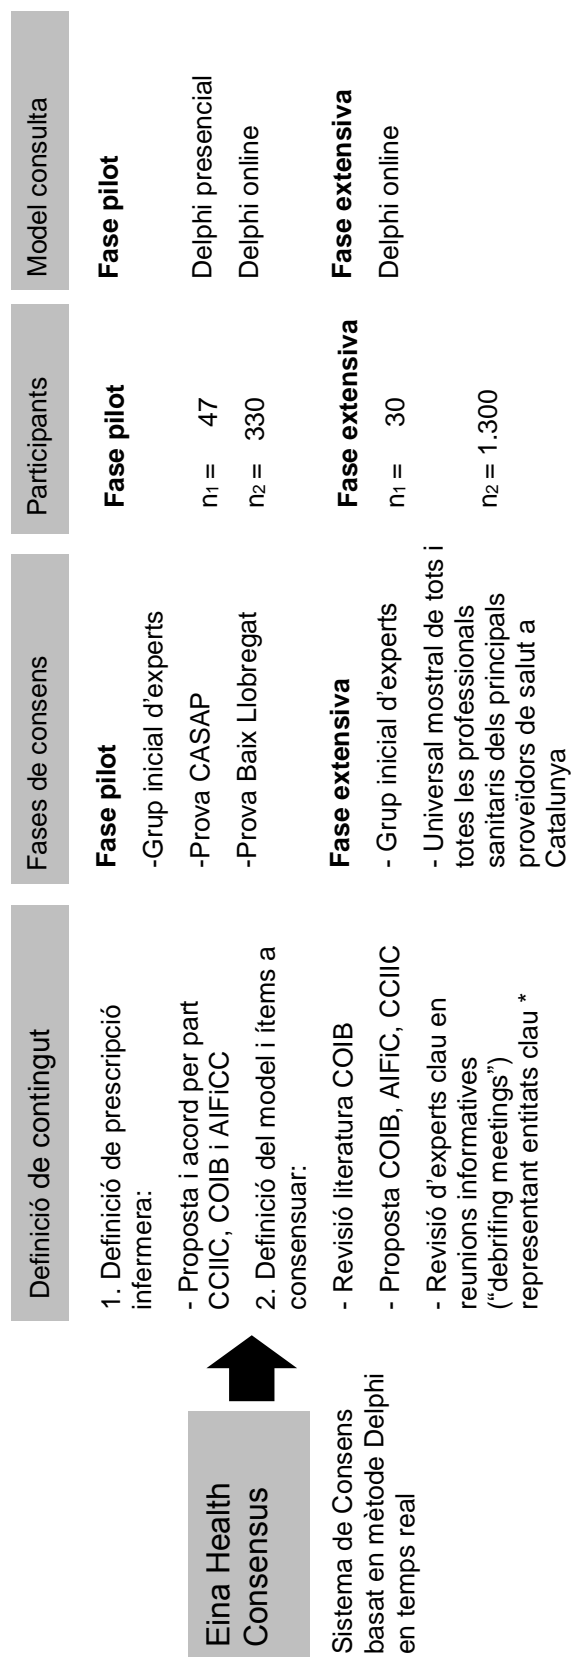 Eina Health
Consensus
Sistema de Consens
basat en mètode Delphi
en temps real
Definició de contingut
1. Definició de prescripció
infermera:
- Proposta i acord per part
CCIIC, COIB i AIFiCC
2. Definició del model i ítems a
consensuar:
- Revisió literatura COIB
- Proposta COIB, AIFiC, CCIIC
- Revisió d’experts clau en
reunions informatives
(“debrifing meetings”)
representant entitats clau *
Fases de consens
Fase pilot
-Grup inicial d’experts
-Prova CASAP
-Prova Baix Llobregat
Fase extensiva
- Grup inicial d’experts
- Universal mostral de tots i
totes les professionals
sanitaris dels principals
proveïdors de salut a
Catalunya
Participants
Fase pilot
n1 = 47
n2 = 330
Fase extensiva
n1 = 30
n2 = 1.300
Model consulta
Fase pilot
Delphi presencial
Delphi online
Fase extensiva
Delphi online